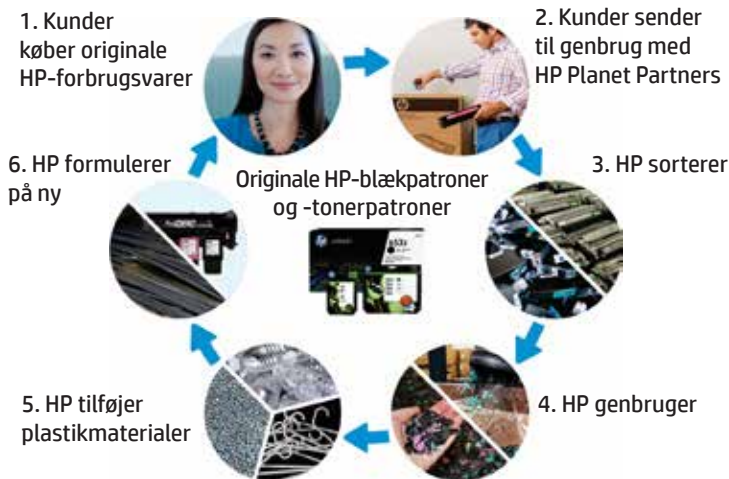 1. Kunder
køber originale
HP-forbrugsvarer
2. Kunder sender
til genbrug med
HP Planet Partners
3. HP sorterer
4. HP genbruger
5. HP tilføjer
plastikmaterialer
6. HP formulerer
på ny
Originale HP-blækpatroner
og -tonerpatroner